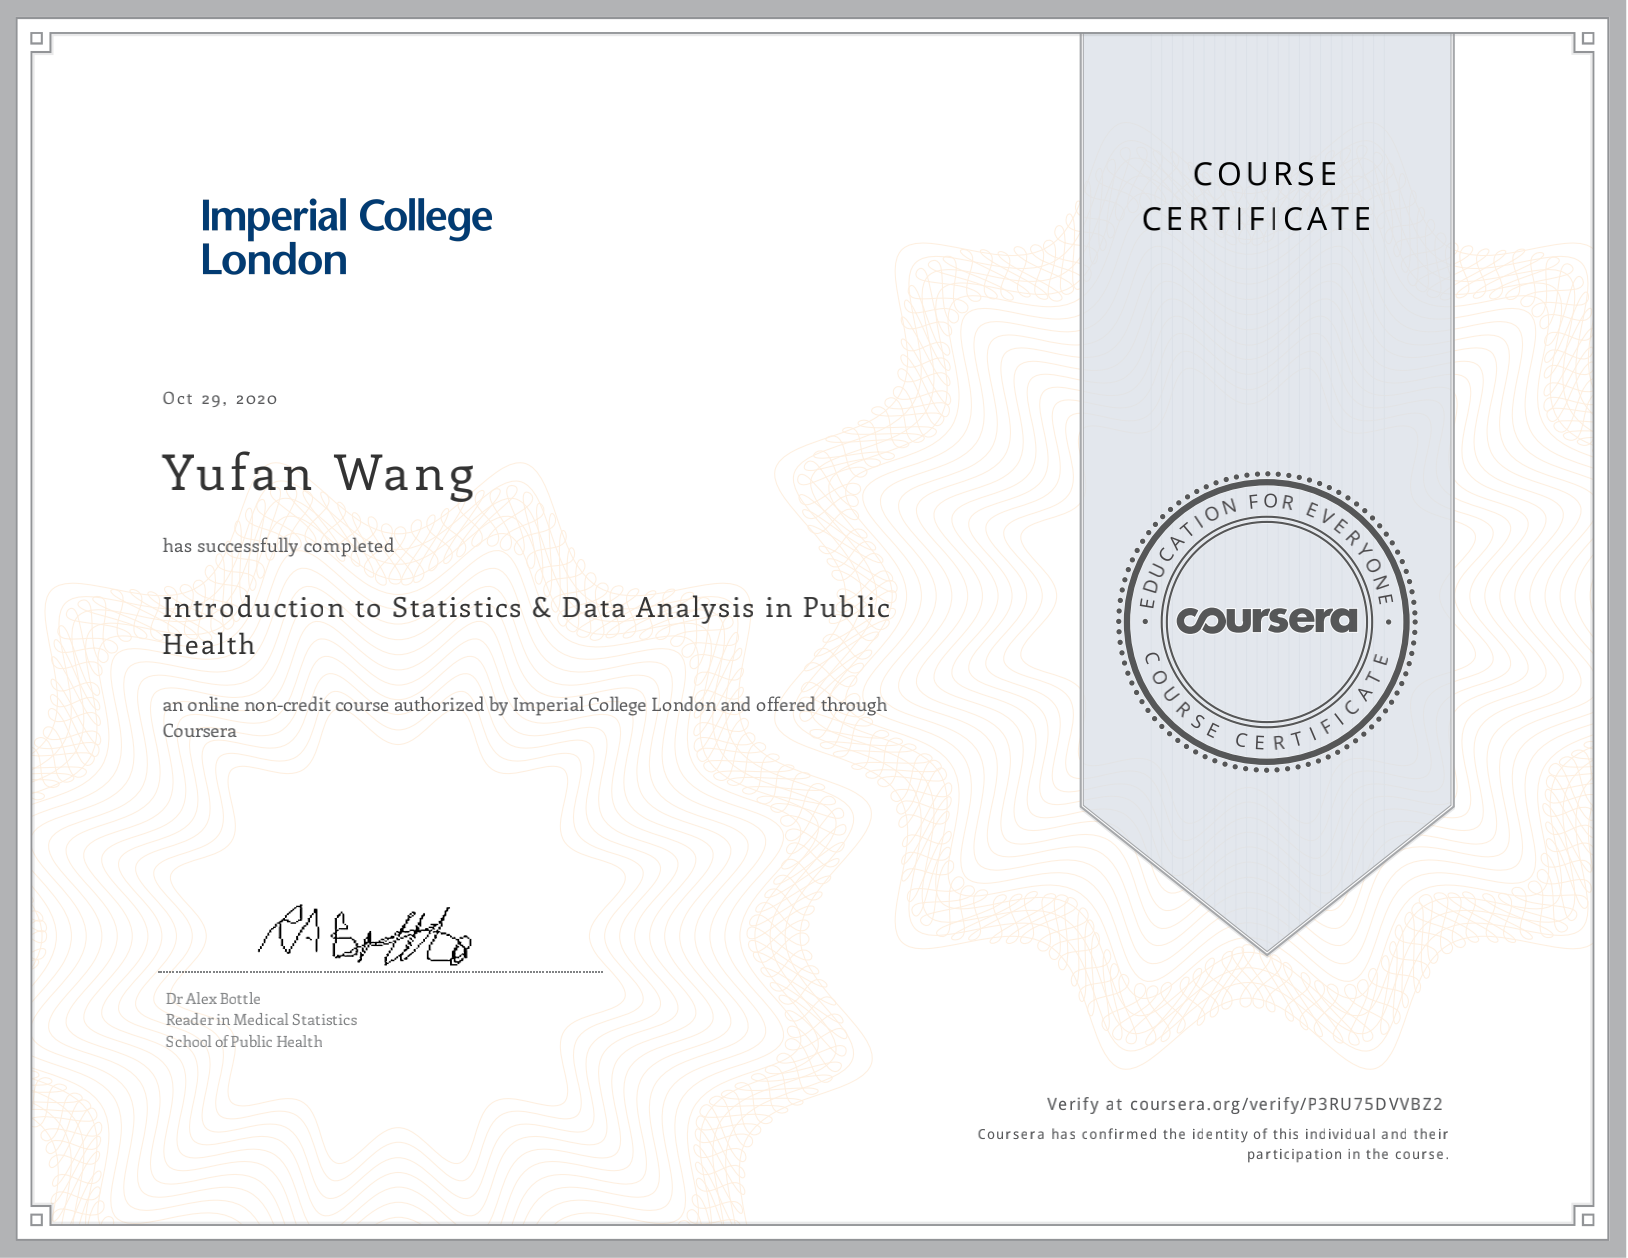 Imperial College
London
COURSE
CERTIFICATE
Oct 29, 2020
Yufan Wang
has successfully completed
Introduction to Statistics & Data Analysis in Public
Health
an online non-credit course authorized by Imperial College London and offered through
Coursera
EDUCATION FOR EVERYONE
coursera
COURSE CERTIFICATE
RA Bottle
Dr Alex Bottle
Reader in Medical Statistics
School of Public Health
Verify at coursera.org/verify/P3RU75DVVBZ2
Coursera has confirmed the identity of this individual and their
participation in the course.